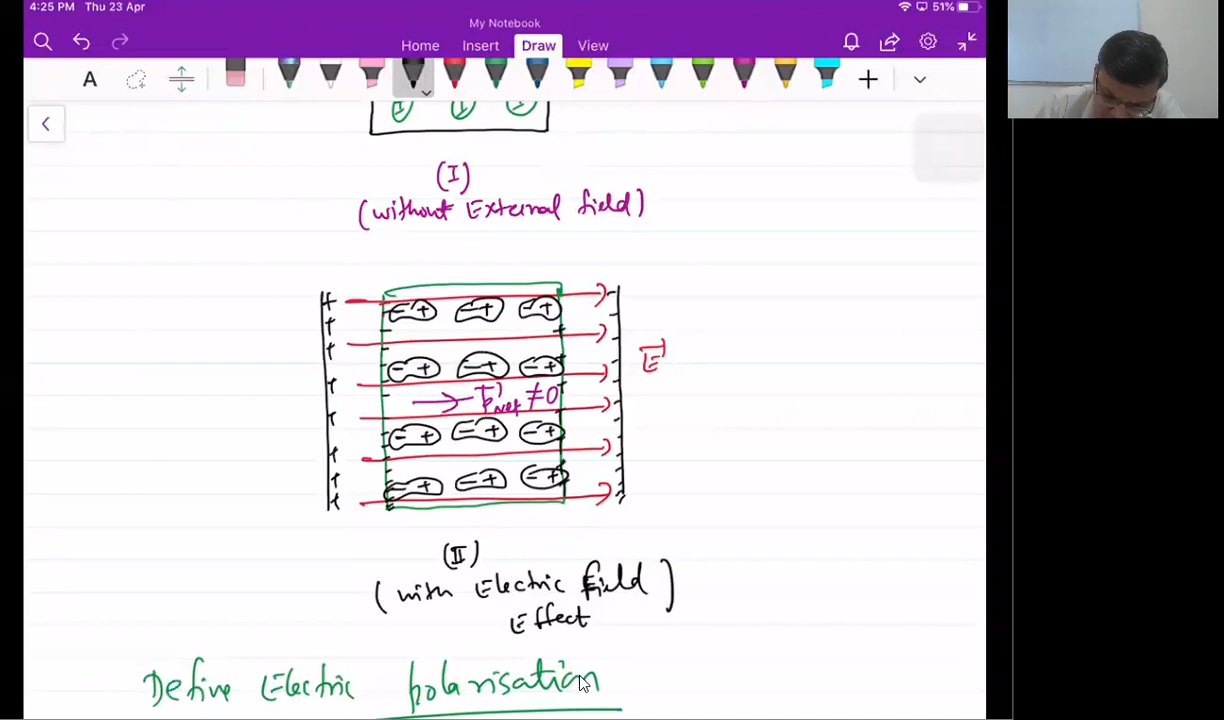 4:25 PM Thu 23 Apr
51%
My Notebook
Home Insert Draw View
A
(I)
(without External field)
E
P net ≠ 0
(II)
(with Electric Field)
Effect
Define Electric polarisation